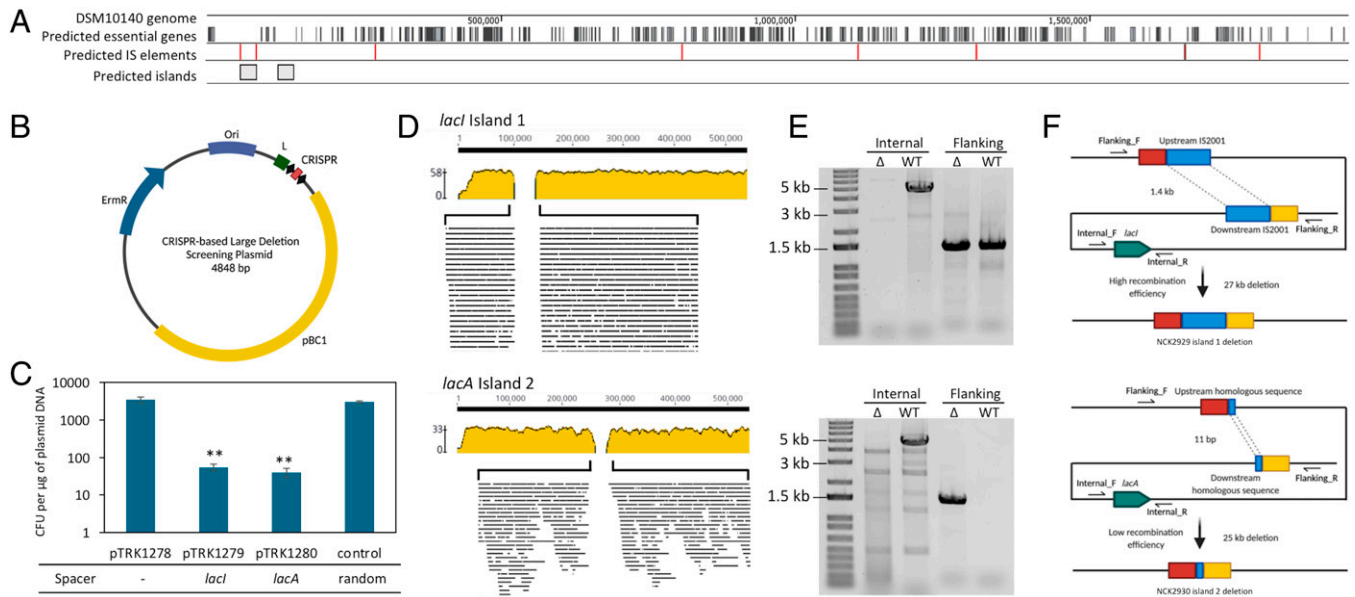 A
DSM10140 genome
500,000
1,000,000
1,500,000
Predicted essential genes
Predicted IS elements
Predicted islands
B
Ori
L
CRISPR
ErmR
CRISPR-based Large Deletion
Screening Plasmid
4848 bp
pBC1
C
CFU per µg of plasmid DNA
10000
1000
100
10
1
**
**
pTRK1278 pTRK1279 pTRK1280 control
Spacer - lacI lacA random
D
lacI Island 1
1 100,000 200,000 300,000 400,000 500,000
58
0
lacA Island 2
1 100,000 200,000 300,000 400,000 500,000
33
0
E
Internal Flanking
Δ WT Δ WT
5 kb
3 kb
1.5 kb
Internal Flanking
Δ WT Δ WT
5 kb
3 kb
1.5 kb
F
Flanking_F
Upstream IS2001
1.4 kb
Downstream IS2001
Flanking_R
Internal_F
lacI
Internal_R
High recombination
efficiency
27 kb deletion
NCK2929 island 1 deletion
Flanking_F
Upstream homologous sequence
11 bp
Downstream
homologous sequence
Flanking_R
Internal_F
lacA
Internal_R
Low recombination
efficiency
25 kb deletion
NCK2930 island 2 deletion